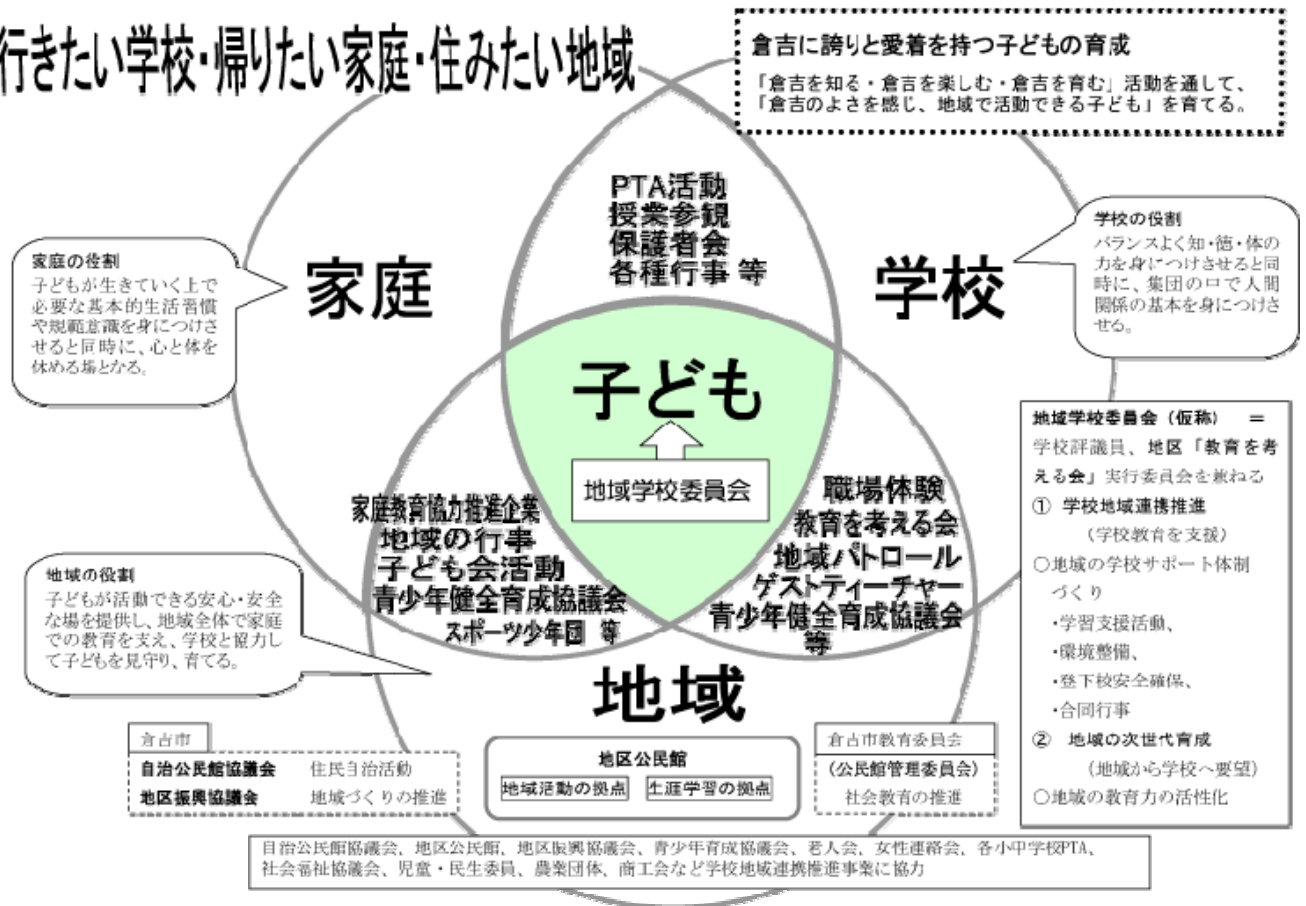 行きたい学校・帰りたい家庭・住みたい地域
倉吉に誇りと愛着を持つ子どもの育成
「倉吉を知る・倉吉を楽しむ・倉吉を育む」活動を通して、
「倉吉のよさを感じ、地域で活動できる子ども」を育てる。
PTA活動
授業参観
保護者会
各種行事 等
家庭
学校
家庭の役割
子どもが生きていく上で
必要な基本的生活習慣
や規範意識を身につけさ
せると同時に、心と体を
休める場となる。
学校の役割
バランスよく知・徳・体の
力を身につけさせると同
時に、集団の中で人間
関係の基本を身につけさ
せる。
子ども
地域学校委員会
家庭教育協力推進企業
地域の行事
子ども会活動
青少年健全育成協議会
スポーツ少年団 等
職場体験
教育を考える会
地域パトロール
ゲストティーチャー
青少年健全育成協議会
等
地域学校委員会（仮称） ＝
学校評議員、地区「教育を考
える会」実行委員会を兼ねる
① 学校地域連携推進
（学校教育を支援）
○地域の学校サポート体制
づくり
・学習支援活動、
・環境整備、
・登下校安全確保、
・合同行事
② 地域の次世代育成
（地域から学校へ要望）
○地域の教育力の活性化
地域の役割
子どもが活動できる安心・安全
な場を提供し、地域全体で家庭
での教育を支え、学校と協力し
て子どもを見守り、育てる。
地域
倉吉市
自治公民館協議会 住民自治活動
地区振興協議会 地域づくりの推進
地区公民館
地域活動の拠点 生涯学習の拠点
倉吉市教育委員会
（公民館管理委員会）
社会教育の推進
自治公民館協議会、地区公民館、地区振興協議会、青少年育成協議会、老人会、女性連絡会、各小中学校PTA、
社会福祉協議会、児童・民生委員、農業団体、商工会など学校地域連携推進事業に協力